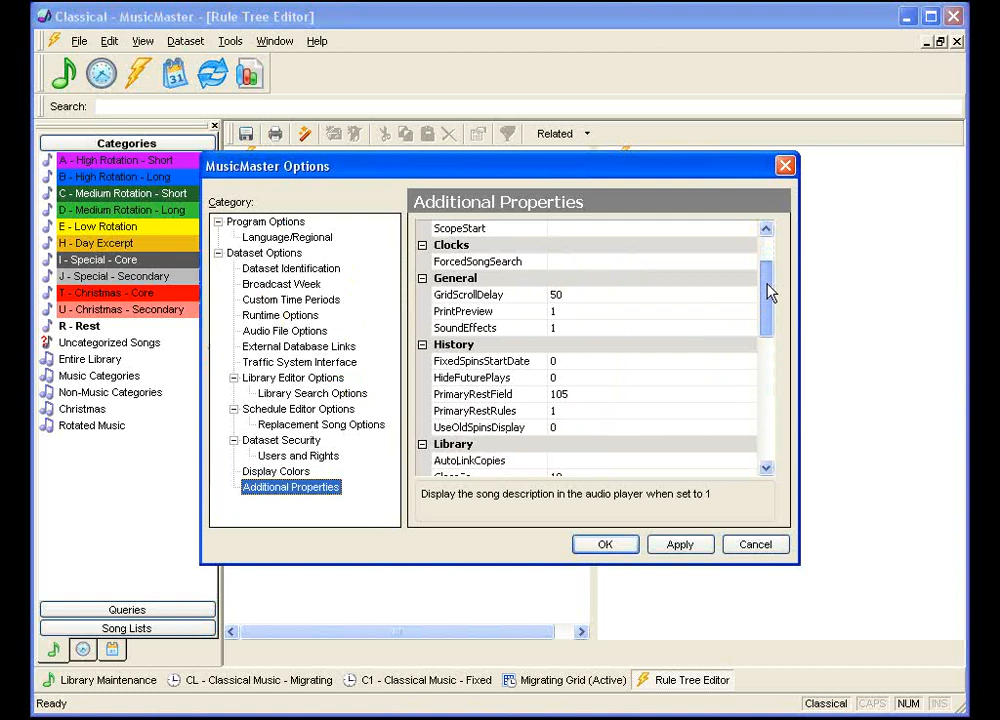 Classical - MusicMaster - [Rule Tree Editor]
File Edit View Dataset Tools Window Help
Search:
Categories
A - High Rotation - Short
B - High Rotation - Long
C - Medium Rotation - Short
D - Medium Rotation - Long
E - Low Rotation
H - Day Excerpt
I - Special - Core
J - Special - Secondary
T - Christmas - Core
U - Christmas - Secondary
R - Rest
Uncategorized Songs
Entire Library
Music Categories
Non-Music Categories
Christmas
Rotated Music
Queries
Song Lists
Related
MusicMaster Options
Category:
Program Options
Language/Regional
Dataset Options
Dataset Identification
Broadcast Week
Custom Time Periods
Runtime Options
Audio File Options
External Database Links
Traffic System Interface
Library Editor Options
Library Search Options
Schedule Editor Options
Replacement Song Options
Dataset Security
Users and Rights
Display Colors
Additional Properties
Additional Properties
ScopeStart
Clocks
ForcedSongSearch
General
GridScrollDelay 50
PrintPreview 1
SoundEffects 1
History
FixedSpinsStartDate 0
HideFuturePlays 0
PrimaryRestField 105
PrimaryRestRules 1
UseOldSpinsDisplay 0
Library
AutoLinkCopies
Display the song description in the audio player when set to 1
OK Apply Cancel
Library Maintenance CL - Classical Music - Migrating C1 - Classical Music - Fixed Migrating Grid (Active) Rule Tree Editor
Ready Classical CAPS NUM INS